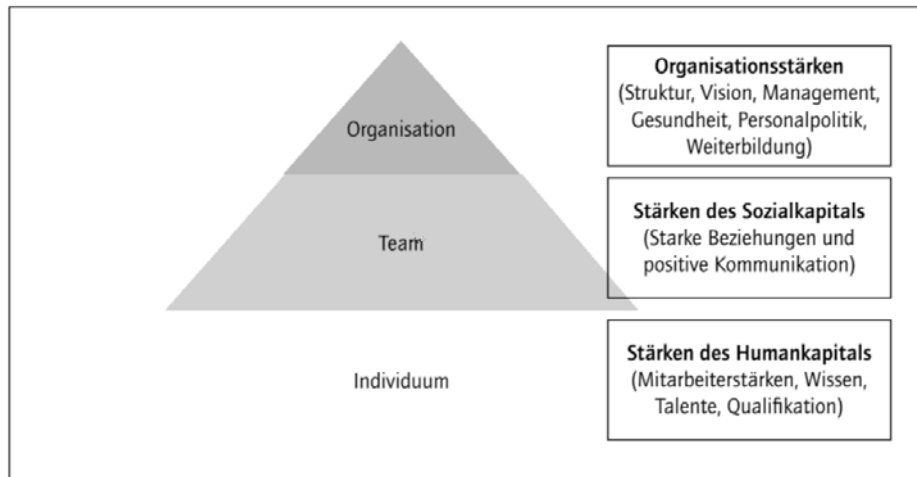 Organisation
Organisationsstärken
(Struktur, Vision, Management,
Gesundheit, Personalpolitik,
Weiterbildung)
Team
Stärken des Sozialkapitals
(Starke Beziehungen und
positive Kommunikation)
Individuum
Stärken des Humankapitals
(Mitarbeiterstärken, Wissen,
Talente, Qualifikation)